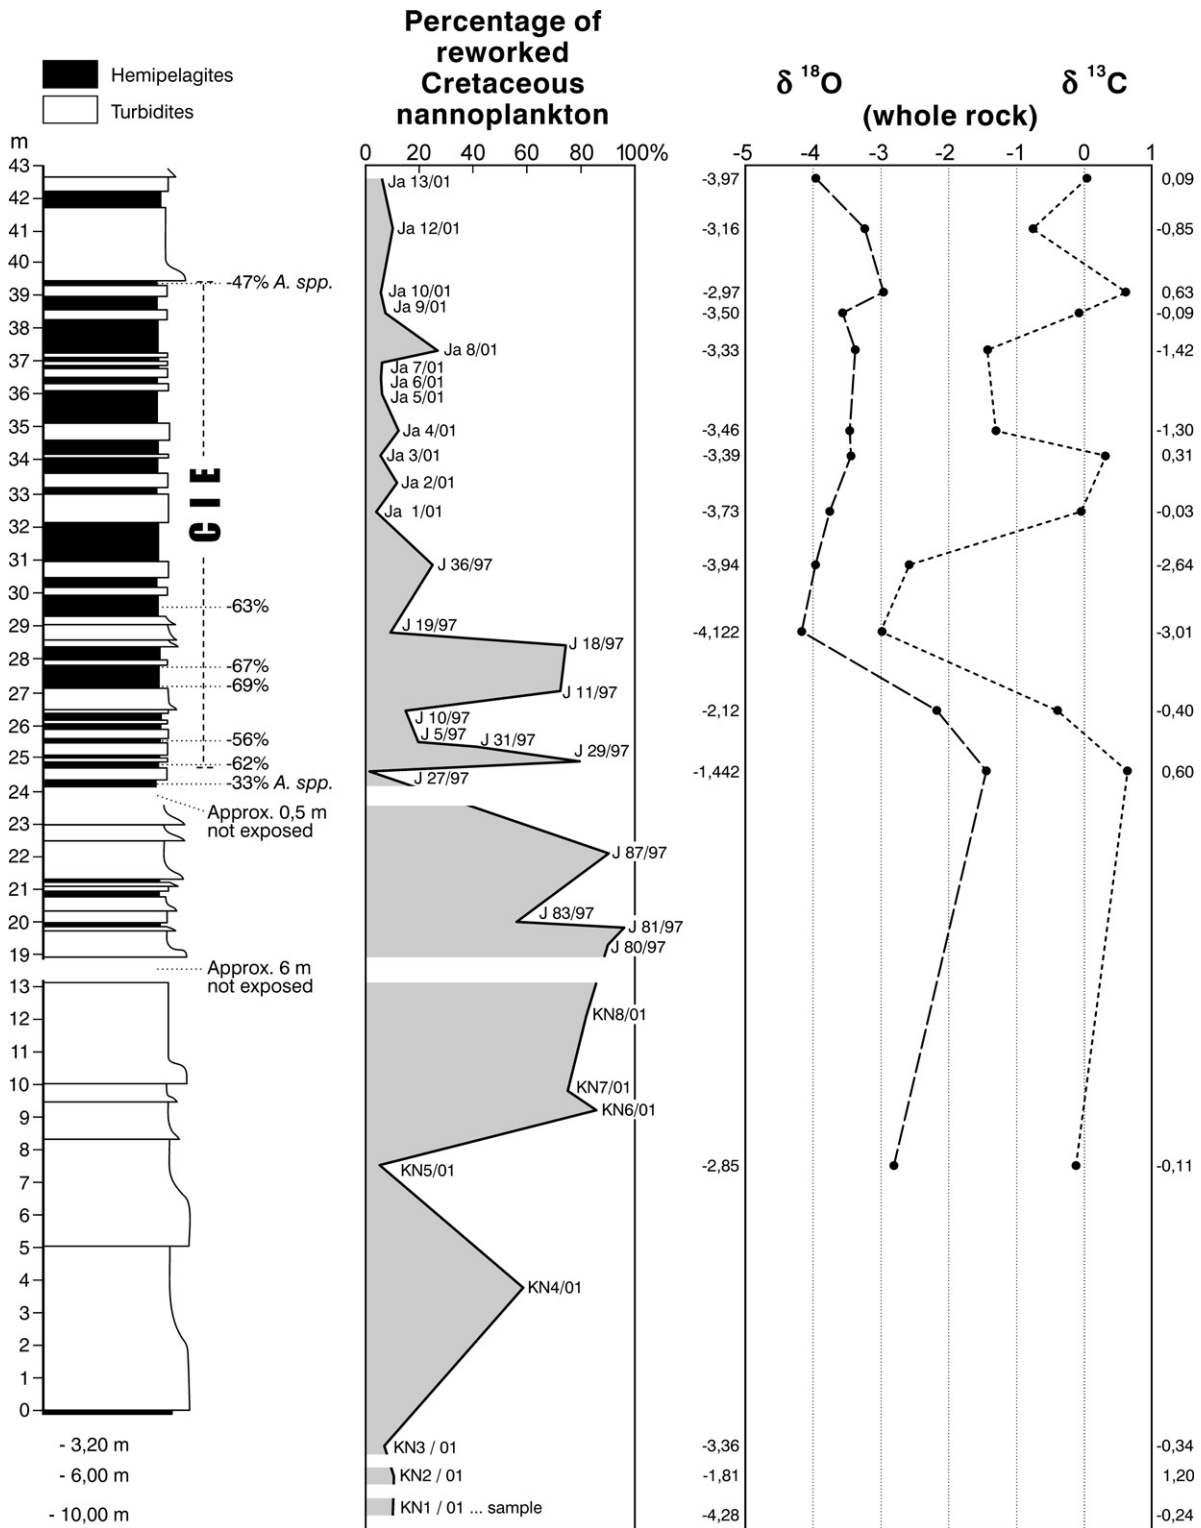 Percentage of
reworked
Cretaceous
nannoplankton
Hemipelagites
Turbidites
δ 18O
δ 13C
(whole rock)
m
0 20 40 60 80 100%
-5 -4 -3 -2 -1 0 1
43
42
41
40
39
38
37
36
35
34
33
32
31
30
29
28
27
26
25
24
23
22
21
20
19
13
12
11
10
9
8
7
6
5
4
3
2
1
0
- 3,20 m
- 6,00 m
- 10,00 m
-47% A. spp.
CIE
-63%
-67%
-69%
-56%
-62%
-33% A. spp.
Approx. 0,5 m
not exposed
Approx. 6 m
not exposed
Ja 13/01
Ja 12/01
Ja 10/01
Ja 9/01
Ja 8/01
Ja 7/01
Ja 6/01
Ja 5/01
Ja 4/01
Ja 3/01
Ja 2/01
Ja 1/01
J 36/97
J 19/97
J 18/97
J 11/97
J 10/97
J 5/97
J 31/97
J 29/97
J 27/97
J 87/97
J 83/97
J 81/97
J 80/97
KN8/01
KN7/01
KN6/01
KN5/01
KN4/01
KN3 / 01
KN2 / 01
KN1 / 01 ... sample
-3,97
-3,16
-2,97
-3,50
-3,33
-3,46
-3,39
-3,73
-3,94
-4,122
-2,12
-1,442
-2,85
-3,36
-1,81
-4,28
0,09
-0,85
0,63
-0,09
-1,42
-1,30
0,31
-0,03
-2,64
-3,01
-0,40
0,60
-0,11
-0,34
1,20
-0,24